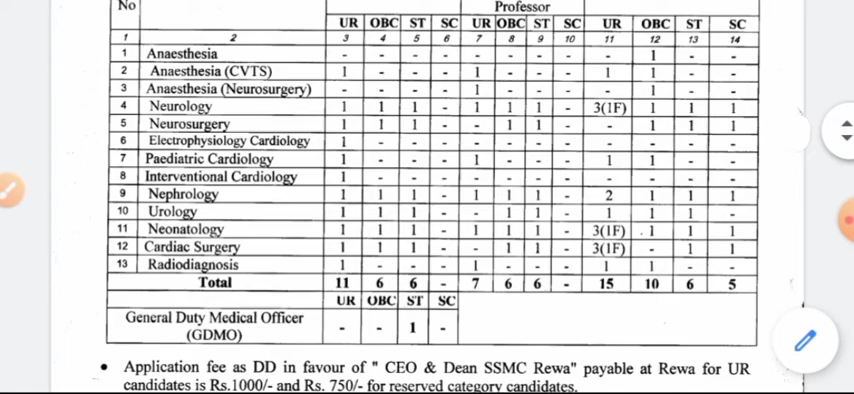 No Professor
UR OBC ST SC UR OBC ST SC UR OBC ST SC
1 2 3 4 5 6 7 8 9 10 11 12 13 14
1 Anaesthesia - - - - - - - - - 1 - -
2 Anaesthesia (CVTS) 1 - - - 1 - - - 1 1 - -
3 Anaesthesia (Neurosurgery) - - - - 1 - - - - 1 - -
4 Neurology 1 1 1 - 1 1 1 - 3(1F) 1 1 1
5 Neurosurgery 1 1 1 - - 1 1 - - 1 1 1
6 Electrophysiology Cardiology 1 - - - - - - - - - - -
7 Paediatric Cardiology 1 - - - 1 - - - 1 1 - -
8 Interventional Cardiology 1 - - - - - - - - - - -
9 Nephrology 1 1 1 - 1 1 1 - 2 1 1 1
10 Urology 1 1 1 - - 1 1 - 1 1 1 -
11 Neonatology 1 1 1 - 1 1 1 - 3(1F) 1 1 1
12 Cardiac Surgery 1 1 1 - - 1 1 - 3(1F) - 1 1
13 Radiodiagnosis 1 - - - 1 - - - 1 1 - -
Total 11 6 6 - 7 6 6 - 15 10 6 5
UR OBC ST SC
General Duty Medical Officer
(GDMO) - - 1 -
• Application fee as DD in favour of " CEO & Dean SSMC Rewa" payable at Rewa for UR
candidates is Rs.1000/- and Rs. 750/- for reserved category candidates.